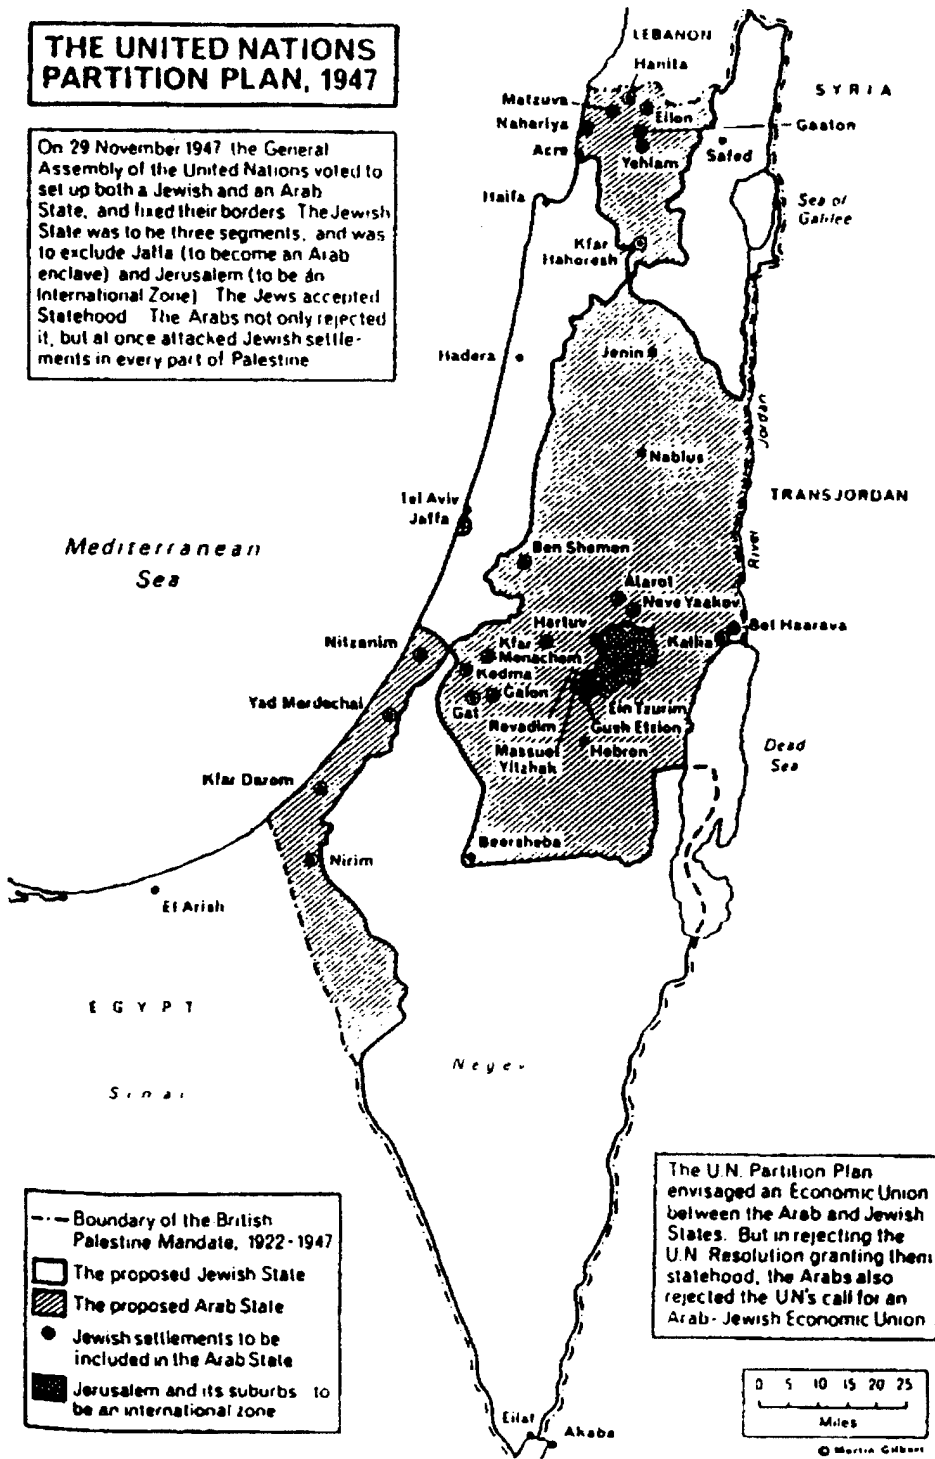 THE UNITED NATIONS
PARTITION PLAN, 1947
On 29 November 1947 the General
Assembly of the United Nations voted to
set up both a Jewish and an Arab
State, and fixed their borders The Jewish
State was to be three segments, and was
to exclude Jaffa (to become an Arab
enclave) and Jerusalem (to be an
International Zone) The Jews accepted
Statehood The Arabs not only rejected
it, but at once attacked Jewish settle-
ments in every part of Palestine
LEBANON
Hanita
Matzuva
Nahariya
Eilon
Acre
Yehiam
SYRIA
Gaaton
Safed
Haifa
Sea of
Galilee
Kfar
Hahoresh
Hadera
Jenin
Nablus
Jordan
River
TRANSJORDAN
Tel Aviv
Jaffa
Mediterranean
Sea
Ben Shemen
Atarot
Neve Yaakov
Hartuv
Bet Haarava
Kallia
Nitzanim
Kfar
Menachem
Kedma
Yad Mordechai
Galon
Gat
Ein Tzurim
Revadim
Gush Etzion
Massuot
Yitzhak
Hebron
Dead
Sea
Kfar Darom
Beersheba
Nirim
El Arish
EGYPT
Sinai
Negev
Boundary of the British
Palestine Mandate, 1922-1947
The proposed Jewish State
The proposed Arab State
Jewish settlements to be
included in the Arab State
Jerusalem and its suburbs to
be an international zone
The U.N. Partition Plan
envisaged an Economic Union
between the Arab and Jewish
States. But in rejecting the
U.N. Resolution granting them
statehood, the Arabs also
rejected the UN's call for an
Arab-Jewish Economic Union
0 5 10 15 20 25
Miles
Eilat
Akaba
© Martin Gilbert